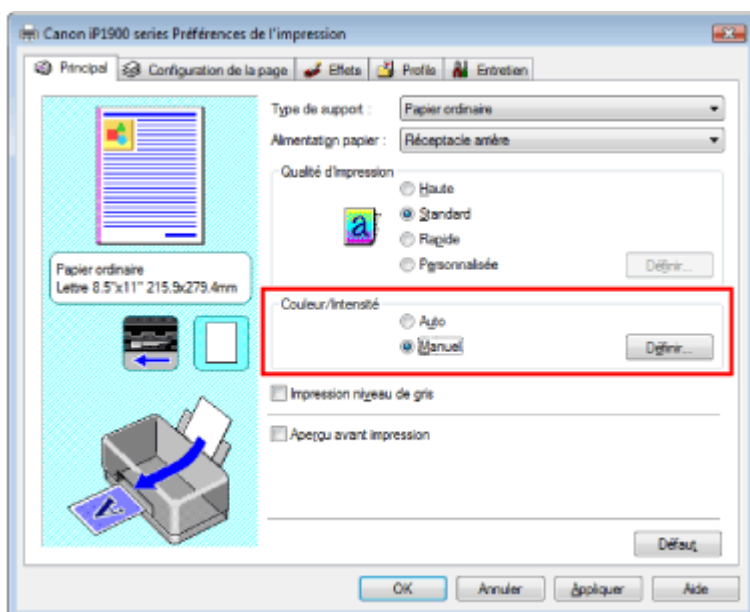 Canon iP1900 series Préférences de l'impression
Principal Configuration de la page Effets Profils Entretien
Type de support : Papier ordinaire
Alimentation papier : Réceptacle arrière
Qualité d'impression
Haute
a Standard
Rapide
Personnalisée Définir...
Papier ordinaire
Lettre 8.5"x11" 215.9x279.4mm
Couleur/Intensité
Auto
Manuel Définir...
Impression niveau de gris
Aperçu avant impression
Défaut
OK Annuler Appliquer Aide